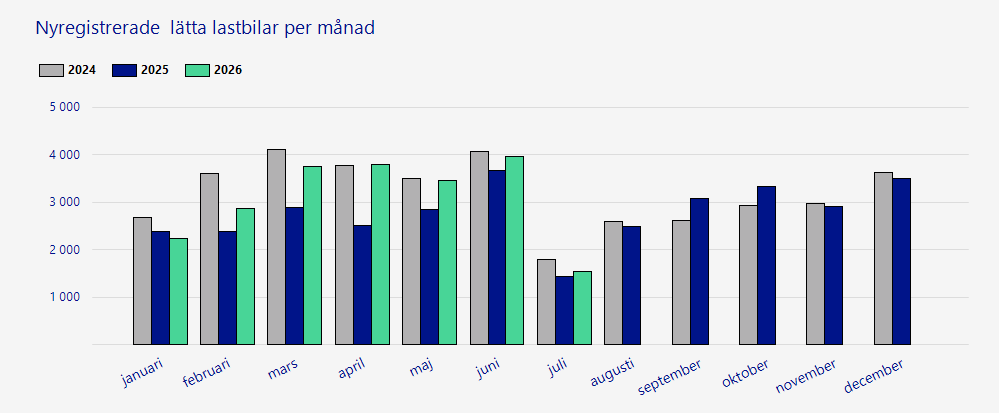 Nyregistrerade  lätta lastbilar per månad
2024 2025 2026
5 000
4 000
3 000
2 000
1 000
januari februari mars april maj juni juli augusti september oktober november december